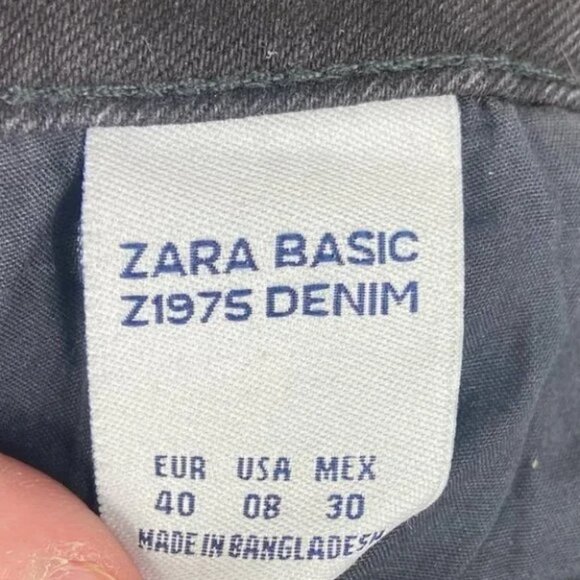 ZARA BASIC
Z1975 DENIM
EUR USA MEX
40 08 30
MADE IN BANGLADESH